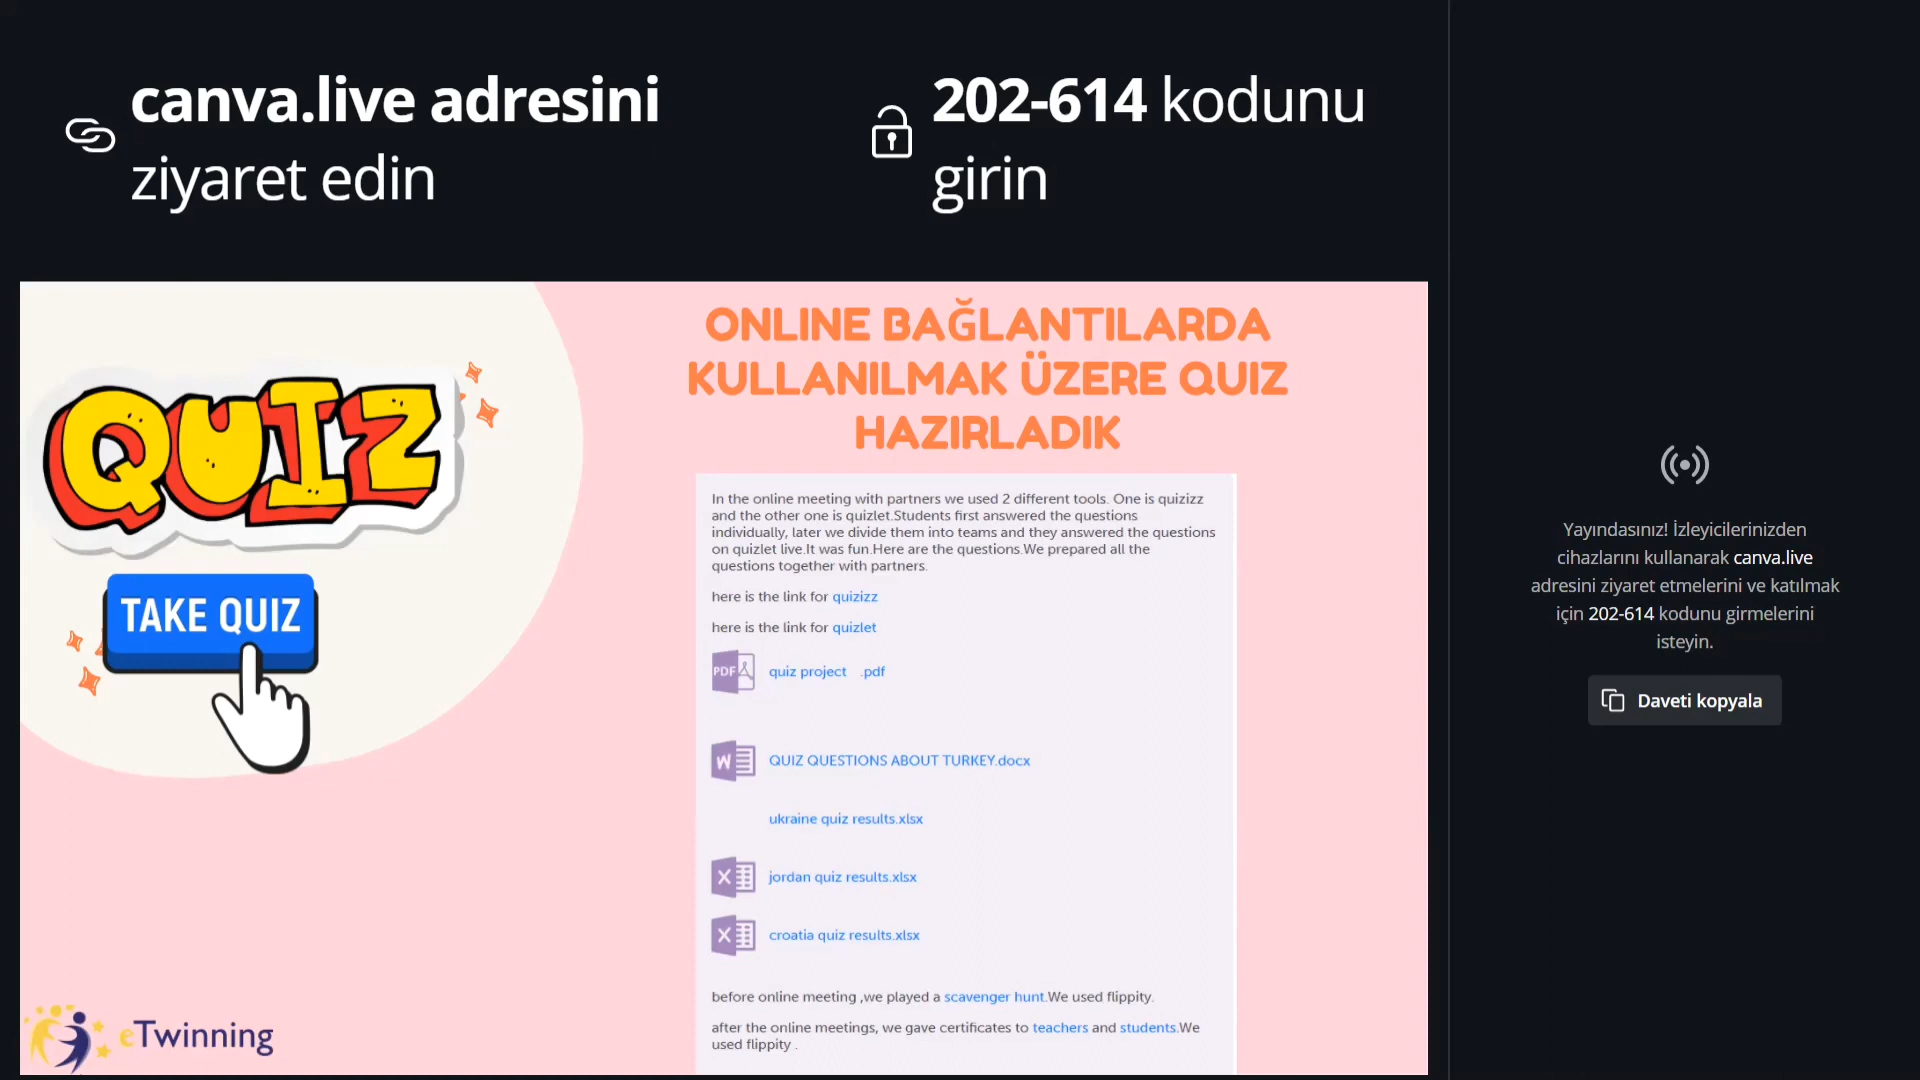 canva.live adresini
ziyaret edin
202-614 kodunu
girin
QUIZ
TAKE QUIZ
eTwinning
ONLINE BAĞLANTILARDA
KULLANILMAK ÜZERE QUIZ
HAZIRLADIK
In the online meeting with partners we used 2 different tools. One is quizizz
and the other one is quizlet.Students first answered the questions
individually, later we divide them into teams and they answered the questions
on quizlet live.It was fun.Here are the questions.We prepared all the
questions together with partners.
here is the link for quizizz
here is the link for quizlet
PDF
quiz project .pdf
W
QUIZ QUESTIONS ABOUT TURKEY.docx
ukraine quiz results.xlsx
X
jordan quiz results.xlsx
X
croatia quiz results.xlsx
before online meeting ,we played a scavenger hunt.We used flippity.
after the online meetings, we gave certificates to teachers and students.We
used flippity .
Yayındasınız! İzleyicilerinizden
cihazlarını kullanarak canva.live
adresini ziyaret etmelerini ve katılmak
için 202-614 kodunu girmelerini
isteyin.
Daveti kopyala